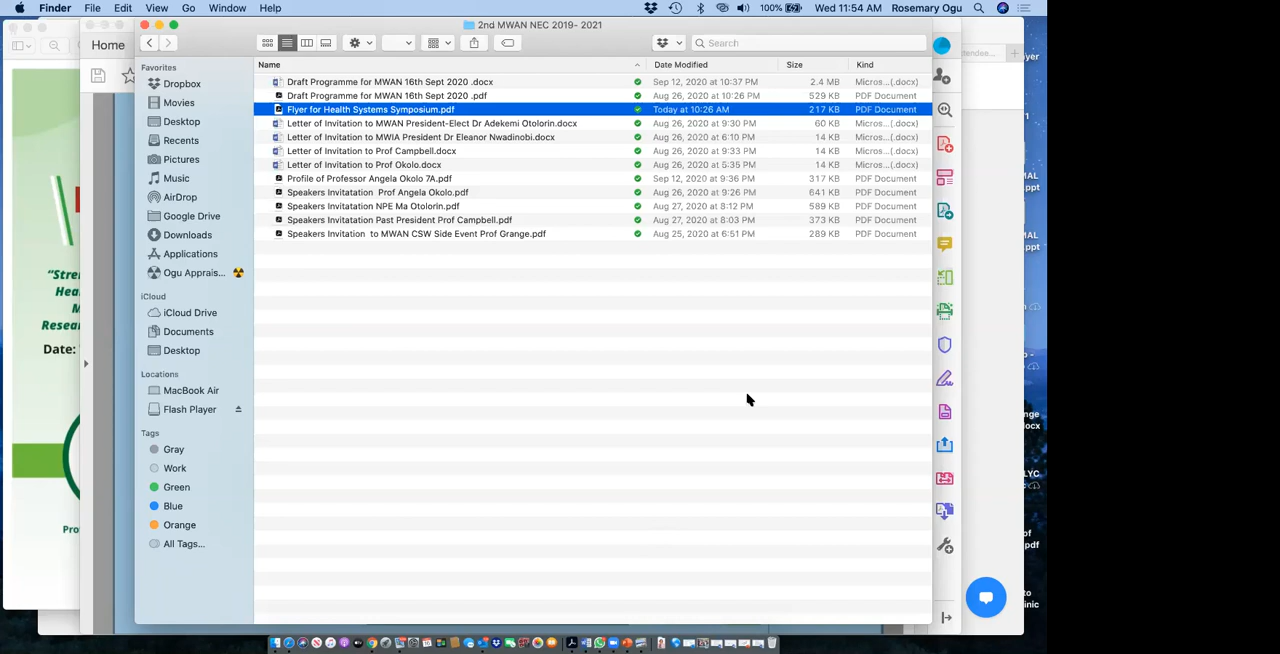 Finder File Edit View Go Window Help 100% Wed 11:54 AM Rosemary Ogu
2nd MWAN NEC 2019- 2021
Home
Search
Favorites
Dropbox
Movies
Desktop
Recents
Pictures
Music
AirDrop
Google Drive
Downloads
Applications
Ogu Apprais...
iCloud
iCloud Drive
Documents
Desktop
Locations
MacBook Air
Flash Player
Tags
Gray
Work
Green
Blue
Orange
All Tags...
Name Date Modified Size Kind
Draft Programme for MWAN 16th Sept 2020 .docx Sep 12, 2020 at 10:37 PM 2.4 MB Micros...(.docx)
Draft Programme for MWAN 16th Sept 2020 .pdf Aug 26, 2020 at 10:26 PM 529 KB PDF Document
Flyer for Health Systems Symposium.pdf Today at 10:26 AM 217 KB PDF Document
Letter of Invitation to MWAN President-Elect Dr Adekemi Otolorin.docx Aug 26, 2020 at 9:30 PM 60 KB Micros...(.docx)
Letter of Invitation to MWIA President Dr Eleanor Nwadinobi.docx Aug 26, 2020 at 6:10 PM 14 KB Micros...(.docx)
Letter of Invitation to Prof Campbell.docx Aug 26, 2020 at 9:33 PM 14 KB Micros...(.docx)
Letter of Invitation to Prof Okolo.docx Aug 26, 2020 at 5:35 PM 14 KB Micros...(.docx)
Profile of Professor Angela Okolo 7A.pdf Sep 12, 2020 at 9:36 PM 317 KB PDF Document
Speakers Invitatation Prof Angela Okolo.pdf Aug 26, 2020 at 9:26 PM 641 KB PDF Document
Speakers Invitatation NPE Ma Otolorin.pdf Aug 27, 2020 at 8:12 PM 589 KB PDF Document
Speakers Invitatation Past President Prof Campbell.pdf Aug 27, 2020 at 8:03 PM 373 KB PDF Document
Speakers Invitation to MWAN CSW Side Event Prof Grange.pdf Aug 25, 2020 at 6:51 PM 289 KB PDF Document
"Stre
Hea
M
Resear
Date:
Pro